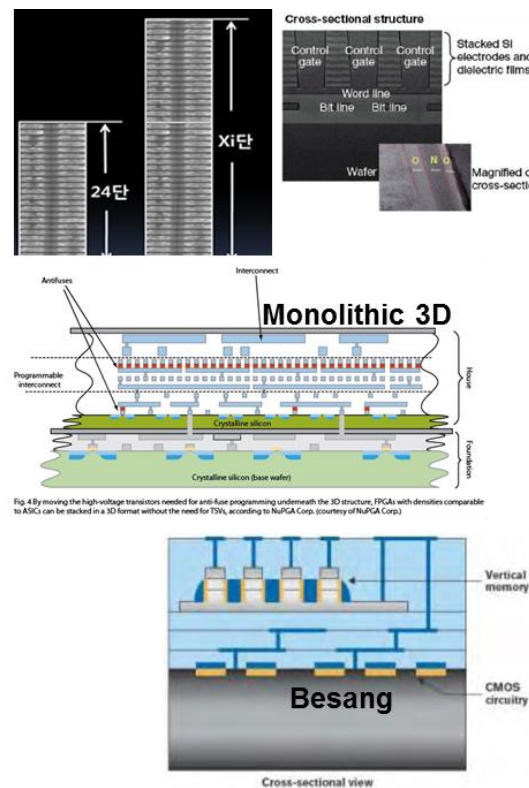 24단
Xi단
Cross-sectional structure
Control gate
Control gate
Control gate
Stacked SI
electrodes and
dielectric films
Word line
Bit line Bit line
Wafer
O N O
Magnified
cross-secti
Interconnect
Antifuses
Monolithic 3D
Programmable
interconnect
House
Crystalline silicon
Foundation
Crystalline silicon (base wafer)
Fig. 4 By moving the high-voltage transistors needed for anti-fuse programming underneath the 3D structure, FPGAs with densities comparable
to ASICs can be stacked in a 3D format without the need for TSVs, according to NuPGA Corp. (courtesy of NuPGA Corp.)
Vertical
memory
Besang
CMOS
circuitry
Cross-sectional view